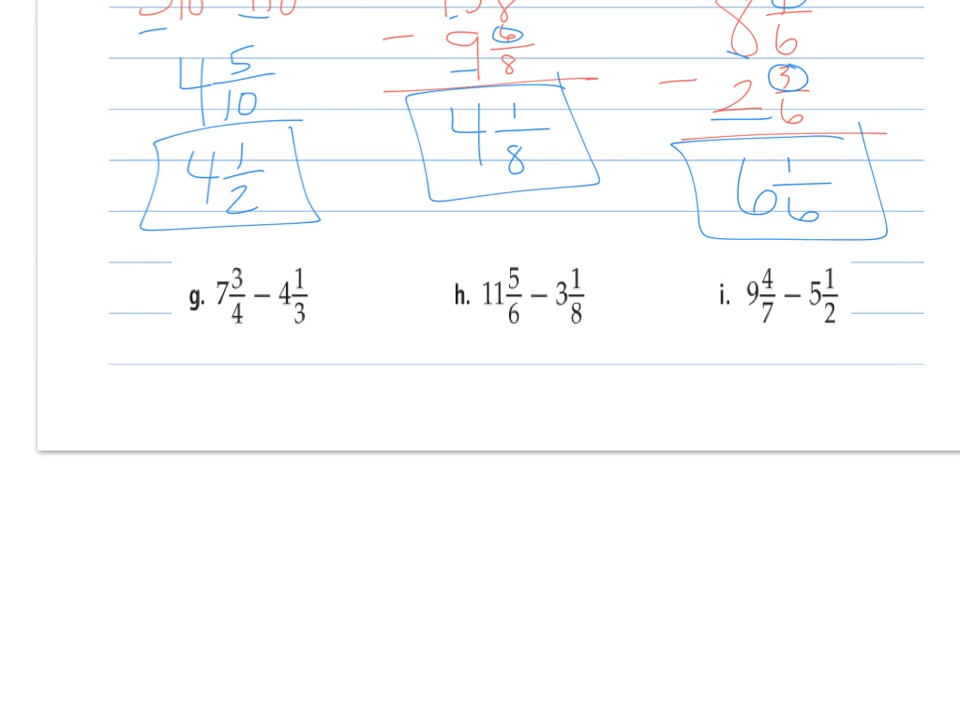 4 5/10
4 1/2
- 9 6/8
4 1/8
8
6
- 2 3/6
6 1/6
g. 7 3/4 – 4 1/3
h. 11 5/6 – 3 1/8
i. 9 4/7 – 5 1/2